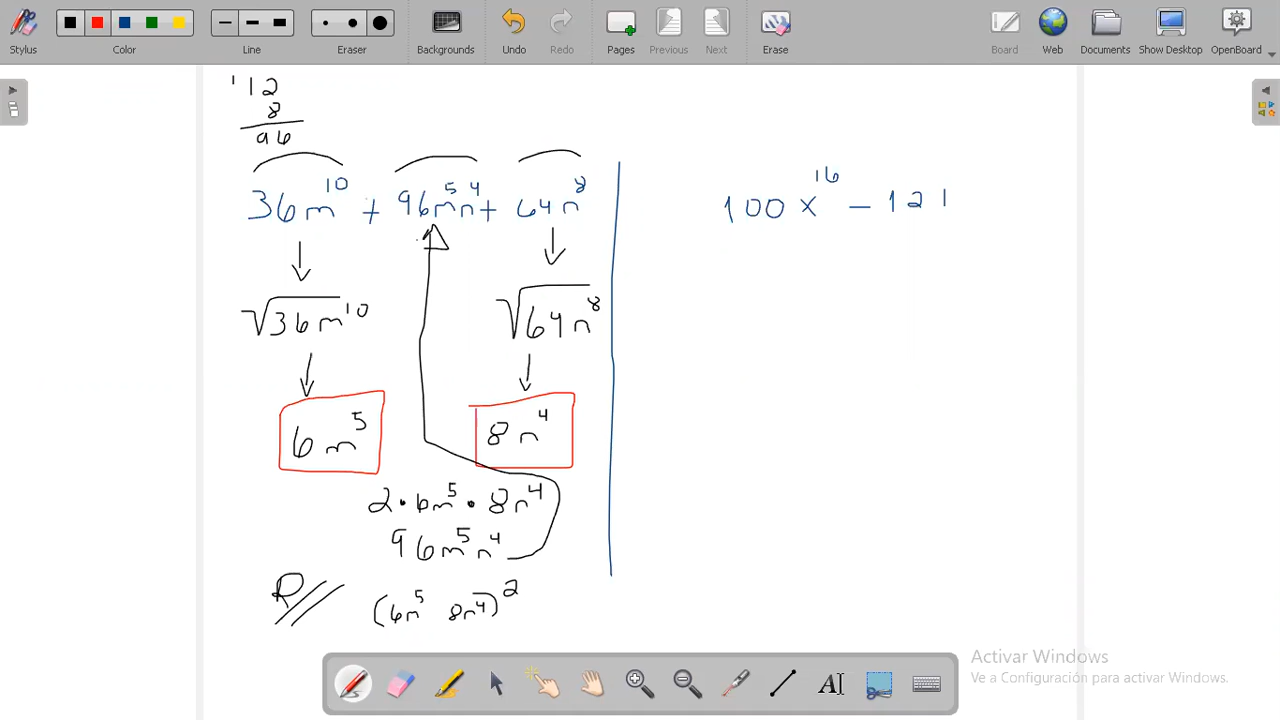 Stylus Color Line Eraser Backgrounds Undo Redo Pages Previous Next Erase Board Web Documents Show Desktop OpenBoard
12
8
96
36m¹⁰ + 96m⁵n⁴ + 64n⁸
100x¹⁶ − 121
√36m¹⁰ √64n⁸
6m⁵ 8n⁴
2 • 6m⁵ • 8n⁴
96m⁵n⁴
R// (6m⁵ 8n⁴)²
Activar Windows
Ve a Configuración para activar Windows.